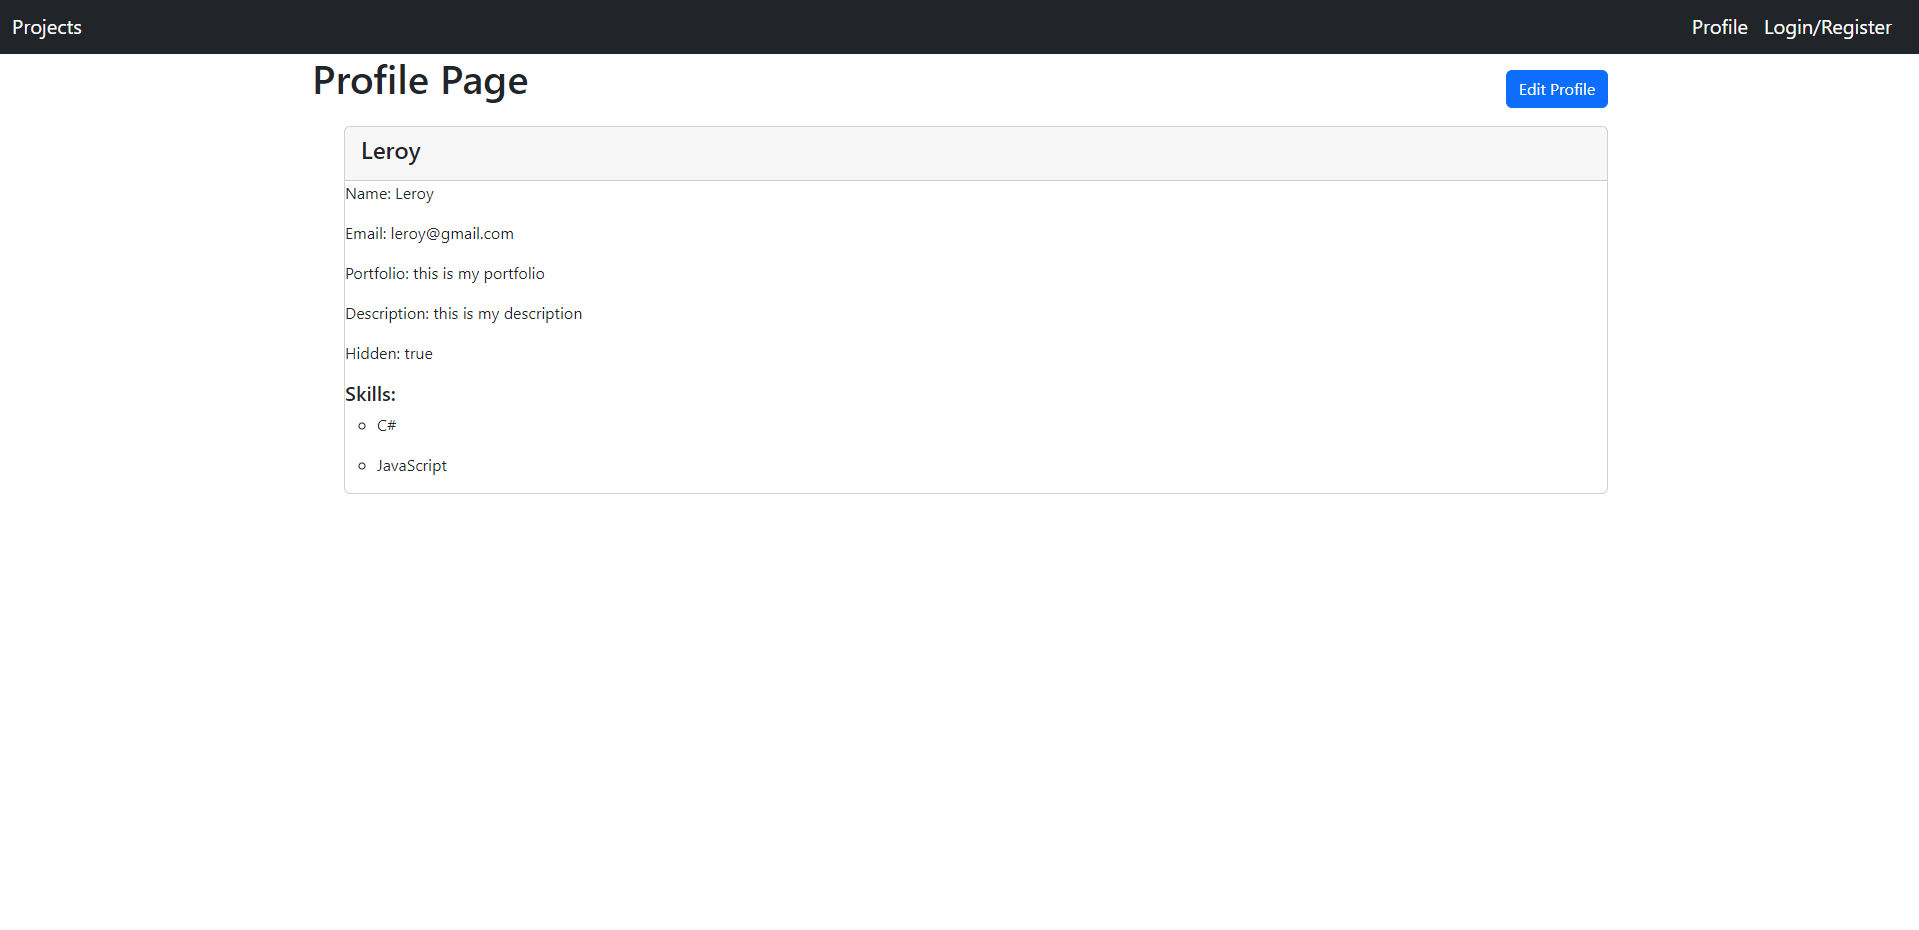 Projects
Profile
Login/Register
Profile Page
Edit Profile
Leroy
Name: Leroy
Email: leroy@gmail.com
Portfolio: this is my portfolio
Description: this is my description
Hidden: true
Skills:
C#
JavaScript